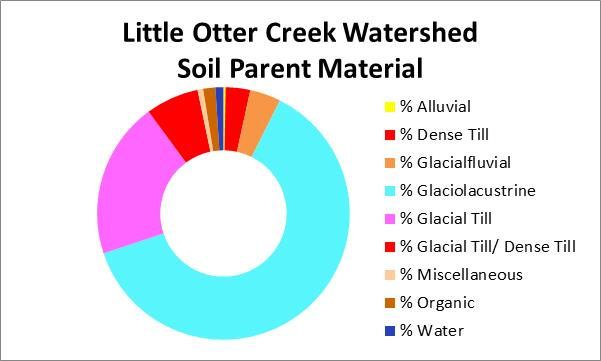 Little Otter Creek Watershed
Soil Parent Material
% Alluvial
% Dense Till
% Glacialfluvial
% Glaciolacustrine
% Glacial Till
% Glacial Till/ Dense Till
% Miscellaneous
% Organic
% Water